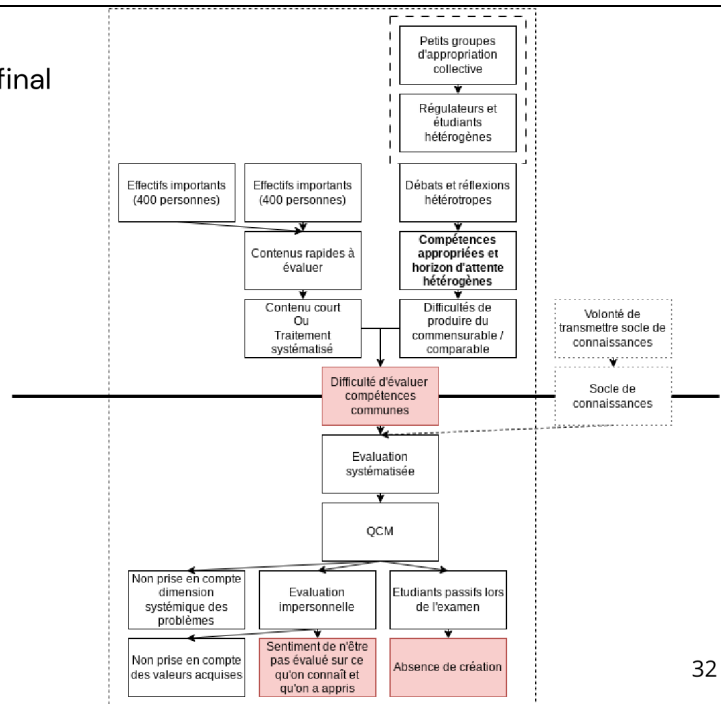 final
Petits groupes
d'appropriation
collective
Régulateurs et
étudiants
hétérogènes
Effectifs importants
(400 personnes)
Effectifs importants
(400 personnes)
Débats et réflexions
hétérotropes
Contenus rapides à
évaluer
Compétences
appropriées et
horizon d'attente
hétérogènes
Contenu court
Ou
Traitement
systématisé
Difficultés de
produire du
commensurable /
comparable
Volonté de
transmettre socle de
connaissances
Difficulté d'évaluer
compétences
communes
Socle de
connaissances
Evaluation
systématisée
QCM
Non prise en compte
dimension
systémique des
problèmes
Evaluation
impersonnelle
Etudiants passifs lors
de l'examen
Non prise en compte
des valeurs acquises
Sentiment de n'être
pas évalué sur ce
qu'on connaît et
qu'on a appris
Absence de création
32